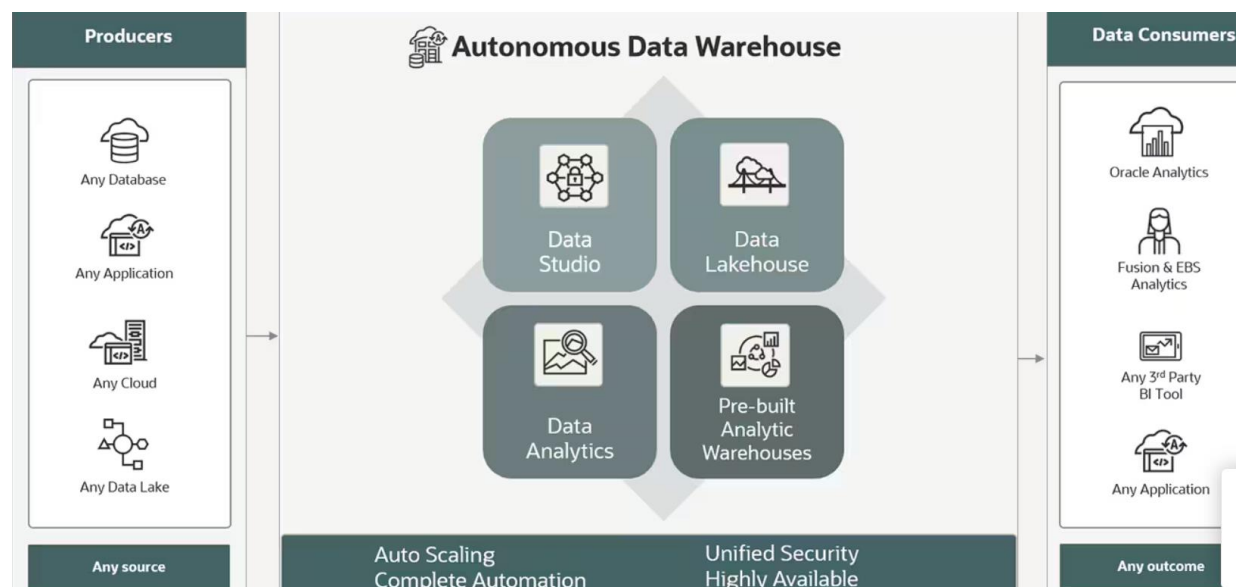 Producers
Any Database
Any Application
Any Cloud
Any Data Lake
Any source
Autonomous Data Warehouse
Data
Studio
Data
Lakehouse
Data
Analytics
Pre-built
Analytic
Warehouses
Auto Scaling
Complete Automation
Unified Security
Highly Available
Data Consumers
Oracle Analytics
Fusion & EBS
Analytics
Any 3rd Party
BI Tool
Any Application
Any outcome